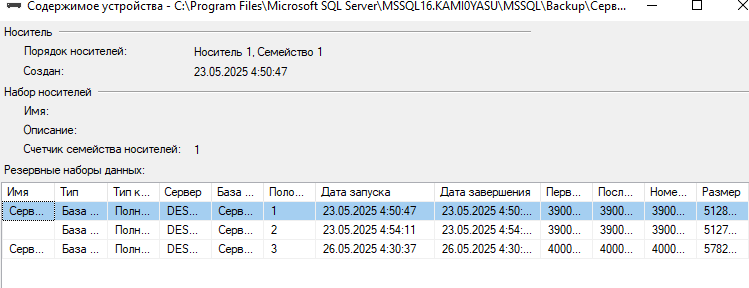 Содержимое устройства - C:\Program Files\Microsoft SQL Server\MSSQL16.KAMI0YASU\MSSQL\Backup\Серв...
Носитель
Порядок носителей: Носитель 1, Семейство 1
Создан: 23.05.2025 4:50:47
Набор носителей
Имя:
Описание:
Счетчик семейства носителей: 1
Резервные наборы данных:
Имя Тип Тип к... Сервер База ... Поло... Дата запуска Дата завершения Перв... Посл... Номе... Размер
Серв... База ... Полн... DES... Серв... 1 23.05.2025 4:50:47 23.05.2025 4:50:... 3900... 3900... 3900... 5128...
База ... Полн... DES... Серв... 2 23.05.2025 4:54:11 23.05.2025 4:54:... 3900... 3900... 3900... 5127...
Серв... База ... Полн... DES... Серв... 3 26.05.2025 4:30:37 26.05.2025 4:30:... 4000... 4000... 4000... 5782...